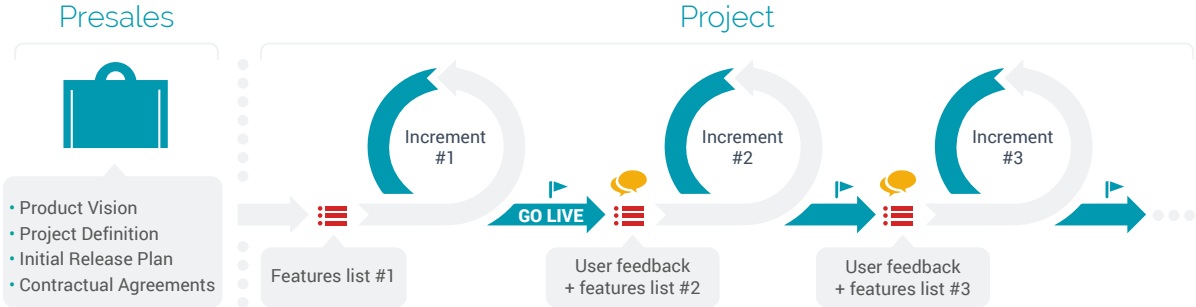 Presales
Project
Increment
#1
Increment
#2
Increment
#3
• Product Vision
• Project Definition
• Initial Release Plan
• Contractual Agreements
GO LIVE
Features list #1
User feedback
+ features list #2
User feedback
+ features list #3